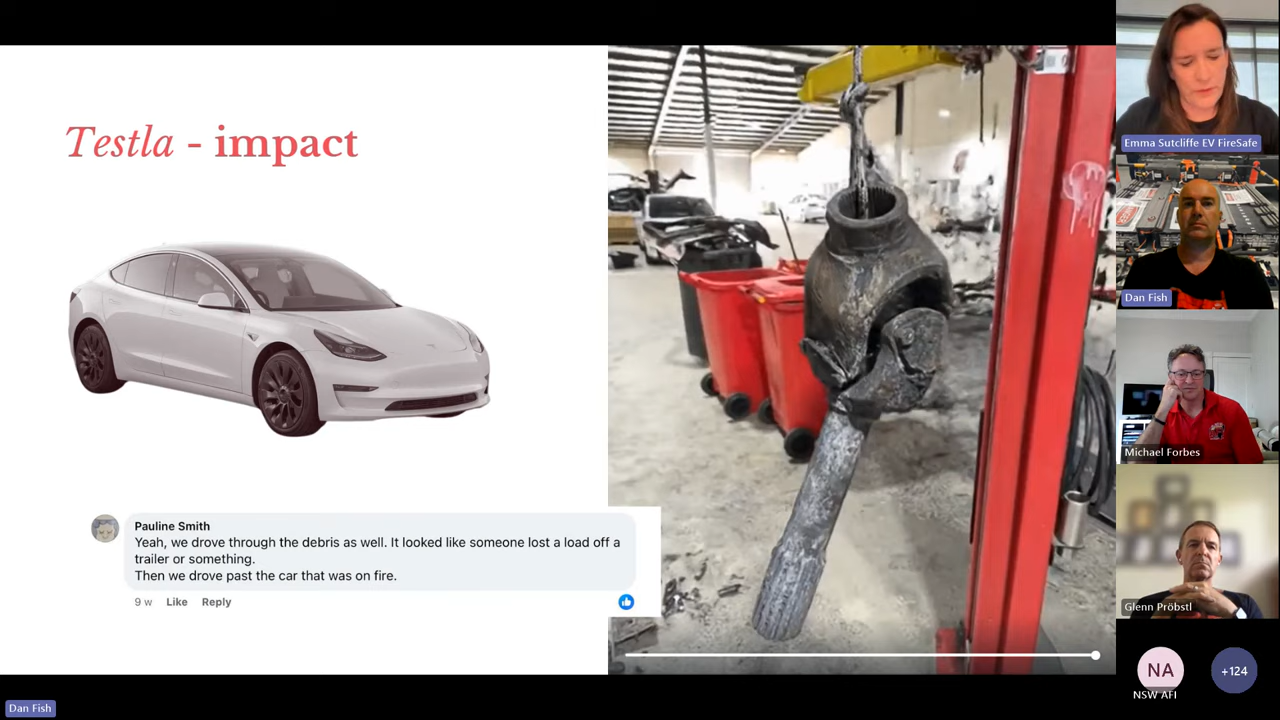 Testla - impact
Pauline Smith
Yeah, we drove through the debris as well. It looked like someone lost a load off a
trailer or something.
Then we drove past the car that was on fire.
9 w Like Reply
Emma Sutcliffe EV FireSafe
Dan Fish
Michael Forbes
Glenn Pröbstl
NA
+124
NSW AFI
Dan Fish